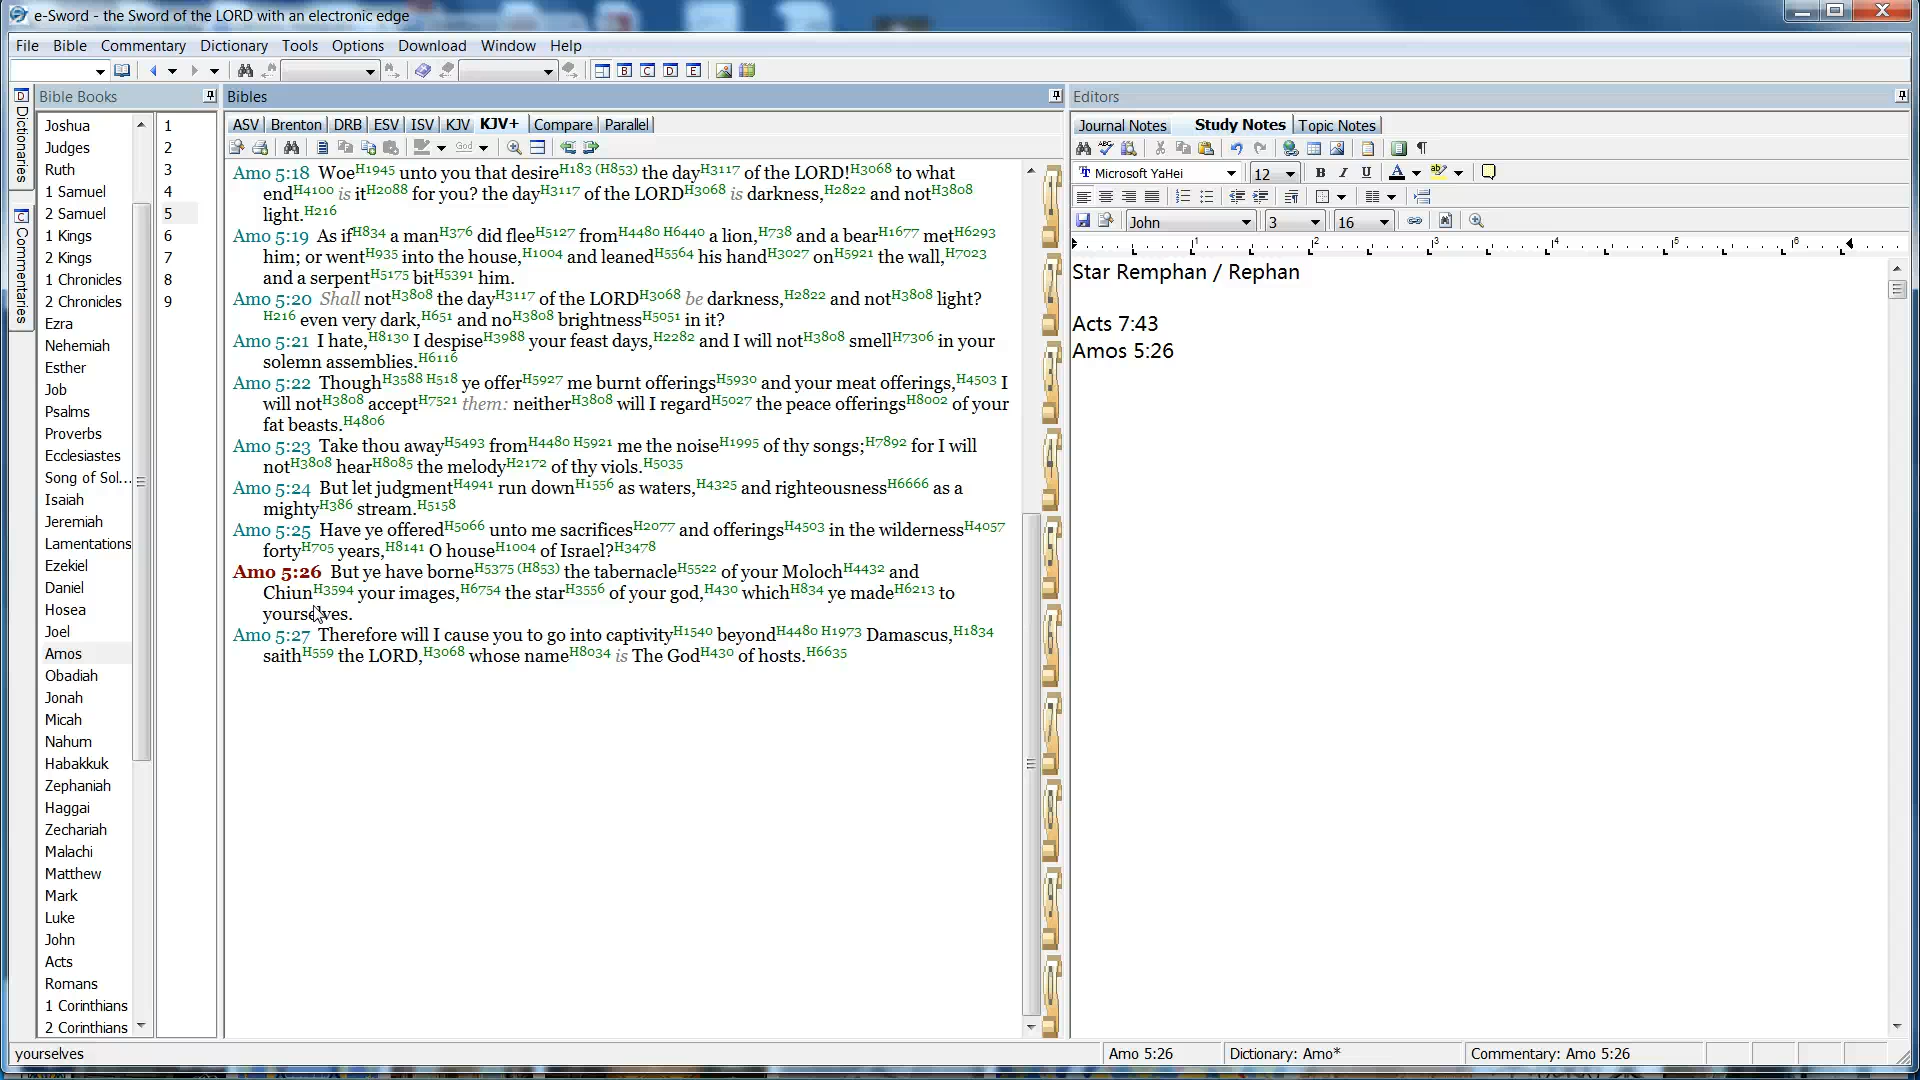 e-Sword - the Sword of the LORD with an electronic edge
File Bible Commentary Dictionary Tools Options Download Window Help
B C D E
Bible Books
Bibles
Editors
D Dictionaries
C Commentaries
Joshua
Judges
Ruth
1 Samuel
2 Samuel
1 Kings
2 Kings
1 Chronicles
2 Chronicles
Ezra
Nehemiah
Esther
Job
Psalms
Proverbs
Ecclesiastes
Song of Sol...
Isaiah
Jeremiah
Lamentations
Ezekiel
Daniel
Hosea
Joel
Amos
Obadiah
Jonah
Micah
Nahum
Habakkuk
Zephaniah
Haggai
Zechariah
Malachi
Matthew
Mark
Luke
John
Acts
Romans
1 Corinthians
2 Corinthians
1
2
3
4
5
6
7
8
9
ASV Brenton DRB ESV ISV KJV KJV+ Compare Parallel
God
Amo 5:18 WoeH1945 unto you that desireH183 (H853) the dayH3117 of the LORD!H3068 to what
endH4100 is itH2088 for you? the dayH3117 of the LORDH3068 is darkness,H2822 and notH3808
light.H216
Amo 5:19 As ifH834 a manH376 did fleeH5127 fromH4480 H6440 a lion,H738 and a bearH1677 metH6293
him; or wentH935 into the house,H1004 and leanedH5564 his handH3027 onH5921 the wall,H7023
and a serpentH5175 bitH5391 him.
Amo 5:20 Shall notH3808 the dayH3117 of the LORDH3068 be darkness,H2822 and notH3808 light?
H216 even very dark,H651 and noH3808 brightnessH5051 in it?
Amo 5:21 I hate,H8130 I despiseH3988 your feast days,H2282 and I will notH3808 smellH7306 in your
solemn assemblies.H6116
Amo 5:22 ThoughH3588 H518 ye offerH5927 me burnt offeringsH5930 and your meat offerings,H4503 I
will notH3808 acceptH7521 them: neitherH3808 will I regardH5027 the peace offeringsH8002 of your
fat beasts.H4806
Amo 5:23 Take thou awayH5493 fromH4480 H5921 me the noiseH1995 of thy songs;H7892 for I will
notH3808 hearH8085 the melodyH2172 of thy viols.H5035
Amo 5:24 But let judgmentH4941 run downH1556 as waters,H4325 and righteousnessH6666 as a
mightyH386 stream.H5158
Amo 5:25 Have ye offeredH5066 unto me sacrificesH2077 and offeringsH4503 in the wildernessH4057
fortyH705 years,H8141 O houseH1004 of Israel?H3478
Amo 5:26 But ye have borneH5375 (H853) the tabernacleH5522 of your MolochH4432 and
ChiunH3594 your images,H6754 the starH3556 of your god,H430 whichH834 ye madeH6213 to
yourselves.
Amo 5:27 Therefore will I cause you to go into captivityH1540 beyondH4480 H1973 Damascus,H1834
saithH559 the LORD,H3068 whose nameH8034 is The GodH430 of hosts.H6635
Journal Notes Study Notes Topic Notes
Microsoft YaHei 12 B I U A
John 3 16
1 2 3 4 5 6
Star Remphan / Rephan
Acts 7:43
Amos 5:26
yourselves
Amo 5:26
Dictionary: Amo*
Commentary: Amo 5:26